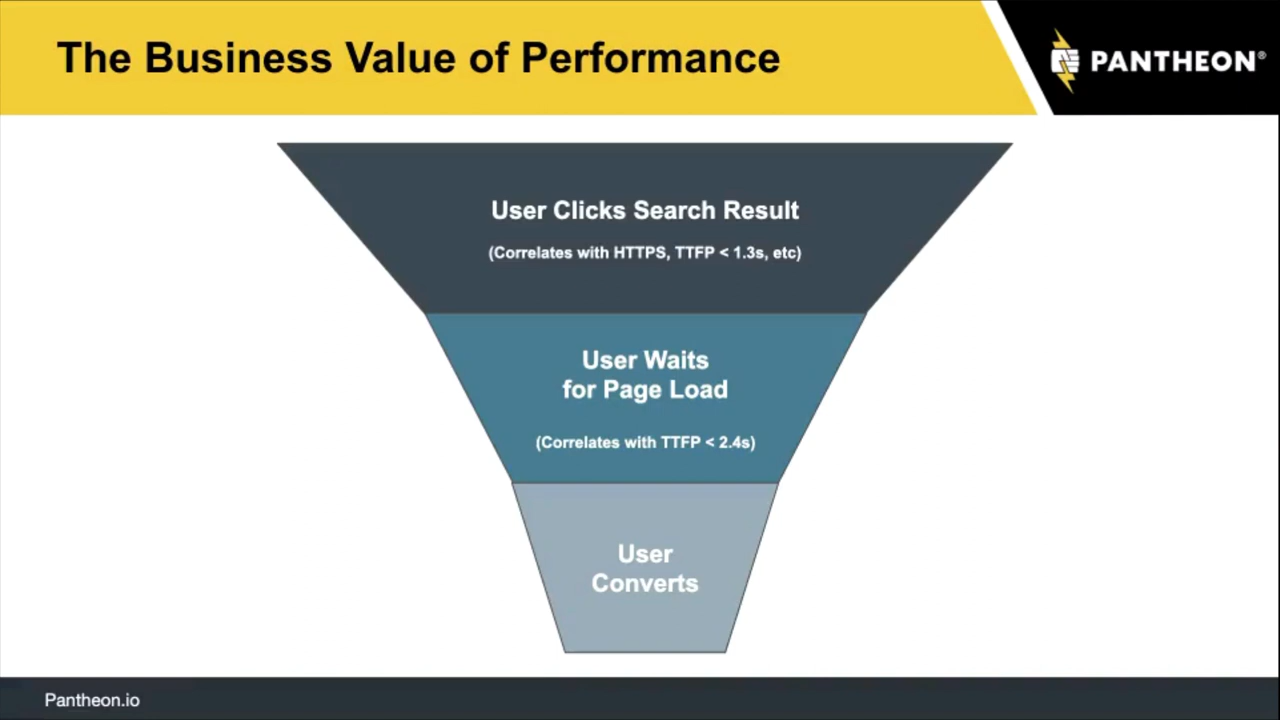 The Business Value of Performance
PANTHEON®
User Clicks Search Result
(Correlates with HTTPS, TTFP < 1.3s, etc)
User Waits
for Page Load
(Correlates with TTFP < 2.4s)
User
Converts
Pantheon.io